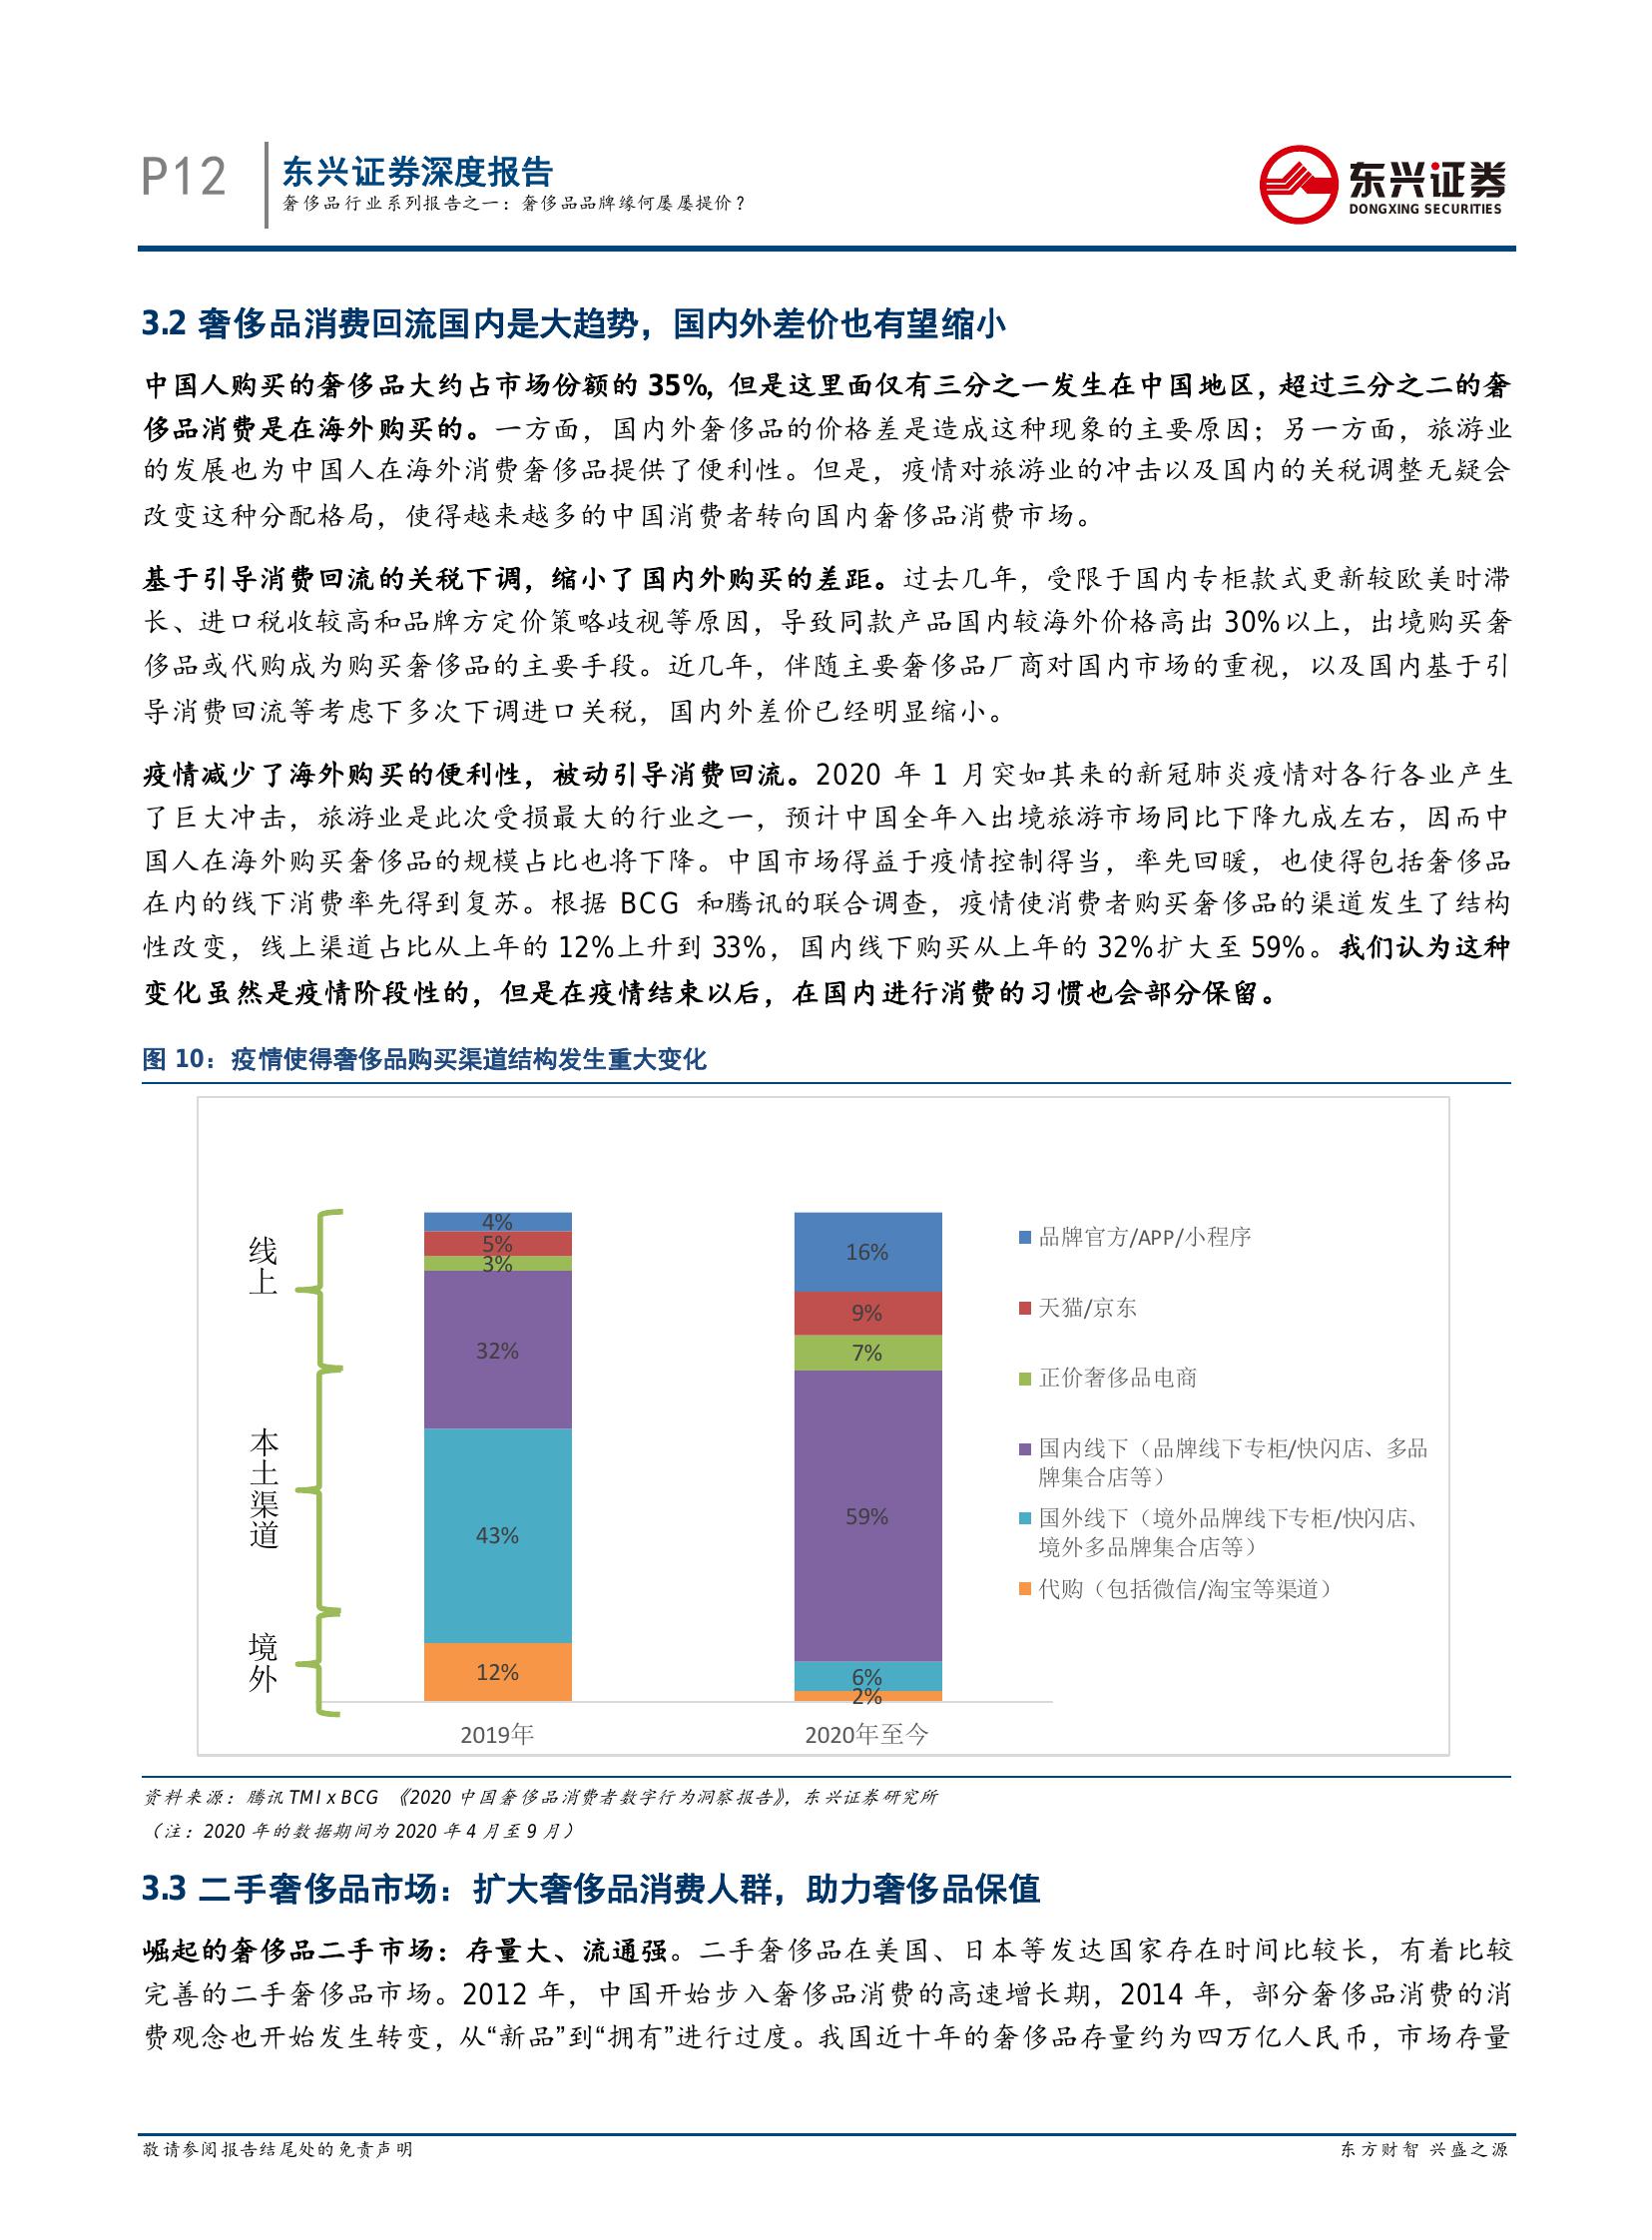 P12
东兴证券深度报告
奢侈品行业系列报告之一：奢侈品品牌缘何屡屡提价？
东兴证券
DONGXING SECURITIES
3.2 奢侈品消费回流国内是大趋势，国内外差价也有望缩小
中国人购买的奢侈品大约占市场份额的 35%，但是这里面仅有三分之一发生在中国地区，超过三分之二的奢
侈品消费是在海外购买的。一方面，国内外奢侈品的价格差是造成这种现象的主要原因；另一方面，旅游业
的发展也为中国人在海外消费奢侈品提供了便利性。但是，疫情对旅游业的冲击以及国内的关税调整无疑会
改变这种分配格局，使得越来越多的中国消费者转向国内奢侈品消费市场。
基于引导消费回流的关税下调，缩小了国内外购买的差距。过去几年，受限于国内专柜款式更新较欧美时滞
长、进口税收较高和品牌方定价策略歧视等原因，导致同款产品国内较海外价格高出 30%以上，出境购买奢
侈品或代购成为购买奢侈品的主要手段。近几年，伴随主要奢侈品厂商对国内市场的重视，以及国内基于引
导消费回流等考虑下多次下调进口关税，国内外差价已经明显缩小。
疫情减少了海外购买的便利性，被动引导消费回流。2020 年 1 月突如其来的新冠肺炎疫情对各行各业产生
了巨大冲击，旅游业是此次受损最大的行业之一，预计中国全年入出境旅游市场同比下降九成左右，因而中
国人在海外购买奢侈品的规模占比也将下降。中国市场得益于疫情控制得当，率先回暖，也使得包括奢侈品
在内的线下消费率先得到复苏。根据 BCG 和腾讯的联合调查，疫情使消费者购买奢侈品的渠道发生了结构
性改变，线上渠道占比从上年的 12%上升到 33%，国内线下购买从上年的 32%扩大至 59%。我们认为这种
变化虽然是疫情阶段性的，但是在疫情结束以后，在国内进行消费的习惯也会部分保留。
图 10：疫情使得奢侈品购买渠道结构发生重大变化
线上
本土渠道
境外
4%
5%
3%
32%
43%
12%
2019年
16%
9%
7%
59%
6%
2%
2020年至今
品牌官方/APP/小程序
天猫/京东
正价奢侈品电商
国内线下（品牌线下专柜/快闪店、多品
牌集合店等）
国外线下（境外品牌线下专柜/快闪店、
境外多品牌集合店等）
代购（包括微信/淘宝等渠道）
资料来源：腾讯 TMI x BCG 《2020 中国奢侈品消费者数字行为洞察报告》，东兴证券研究所
（注：2020 年的数据期间为 2020 年 4 月至 9 月）
3.3 二手奢侈品市场：扩大奢侈品消费人群，助力奢侈品保值
崛起的奢侈品二手市场：存量大、流通强。二手奢侈品在美国、日本等发达国家存在时间比较长，有着比较
完善的二手奢侈品市场。2012 年，中国开始步入奢侈品消费的高速增长期，2014 年，部分奢侈品消费的消
费观念也开始发生转变，从“新品”到“拥有”进行过度。我国近十年的奢侈品存量约为四万亿人民币，市场存量
敬请参阅报告结尾处的免责声明
东方财智 兴盛之源